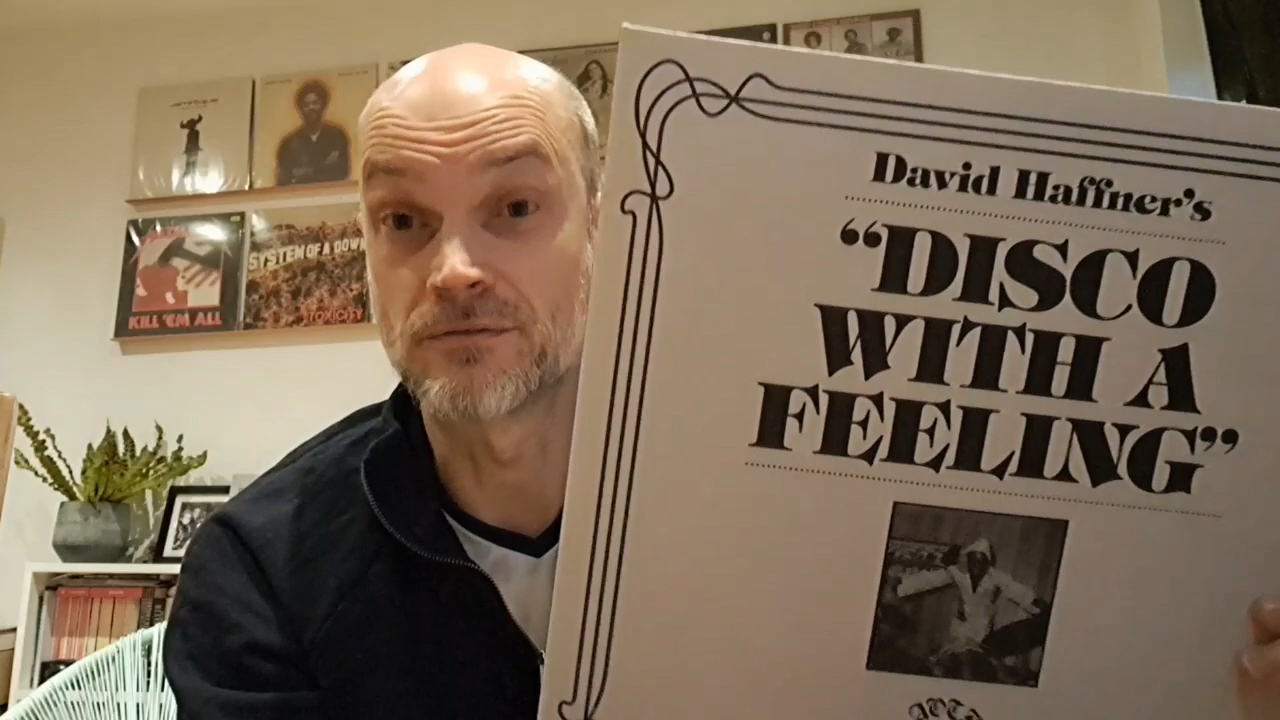 David Haffner's
“DISCO
WITH A
FEELING”
SYSTEM OF A DOWN
TOXICITY
KILL 'EM ALL